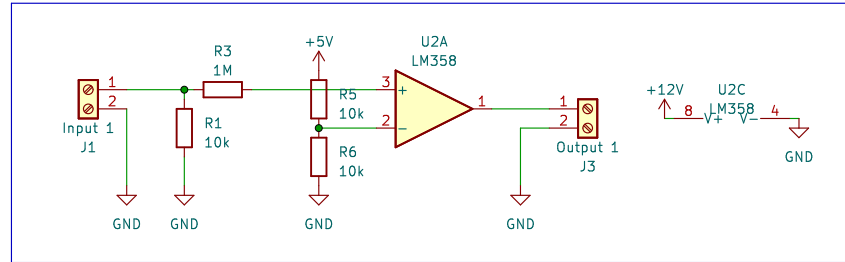 R3
1M
+5V
U2A
LM358
1
2
Input 1
J1
R1
10k
R5
10k
R6
10k
3
+
2
−
1
1
2
Output 1
J3
+12V
U2C
LM358
8
V+
V−
4
GND
GND
GND
GND
GND